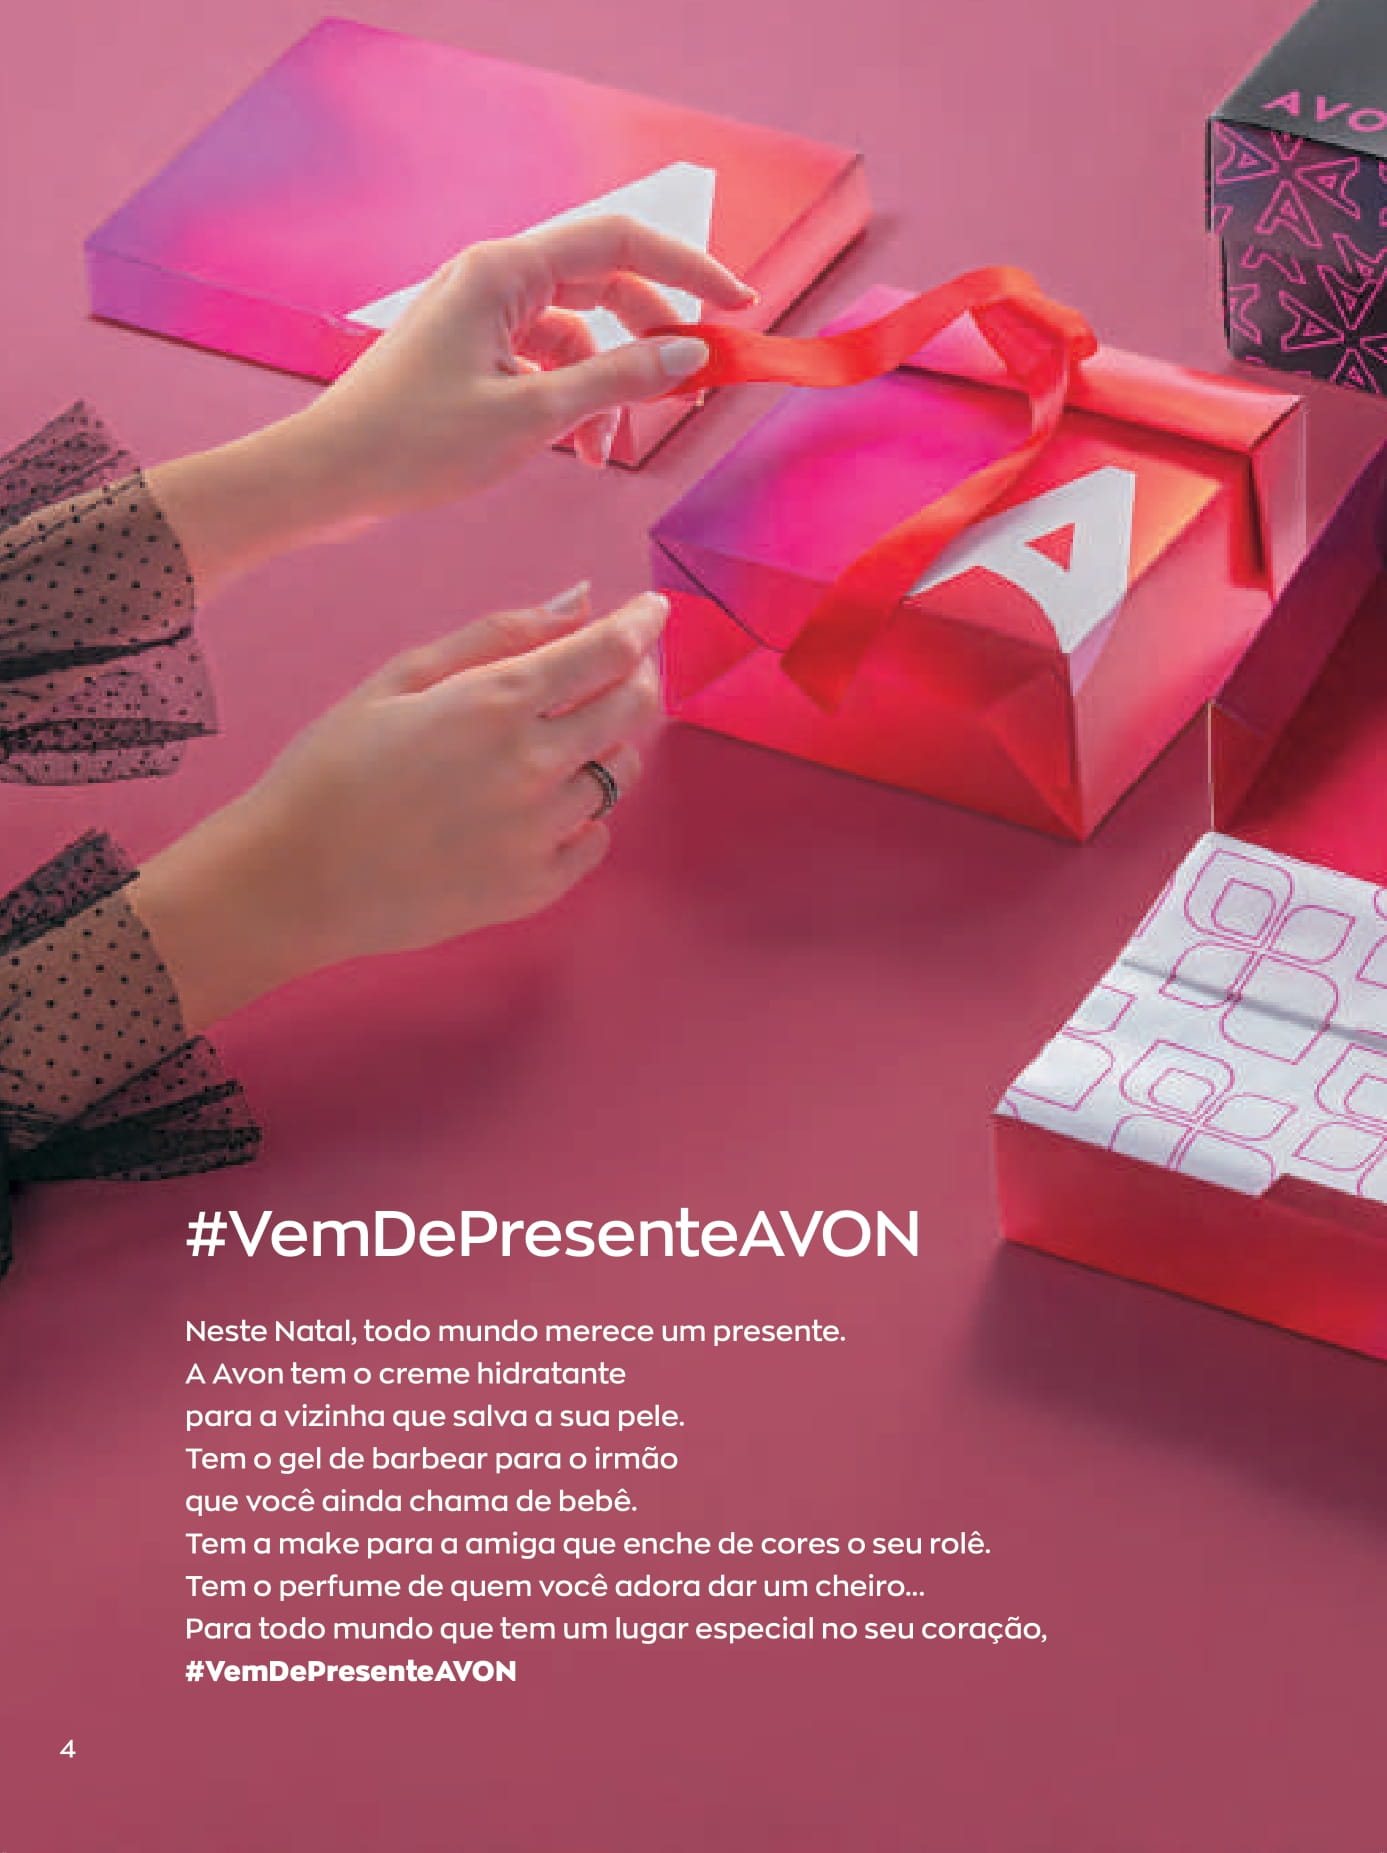 AVO
#VemDePresenteAVON
Neste Natal, todo mundo merece um presente.
A Avon tem o creme hidratante
para a vizinha que salva a sua pele.
Tem o gel de barbear para o irmão
que você ainda chama de bebê.
Tem a make para a amiga que enche de cores o seu rolê.
Tem o perfume de quem você adora dar um cheiro...
Para todo mundo que tem um lugar especial no seu coração,
#VemDePresenteAVON
4